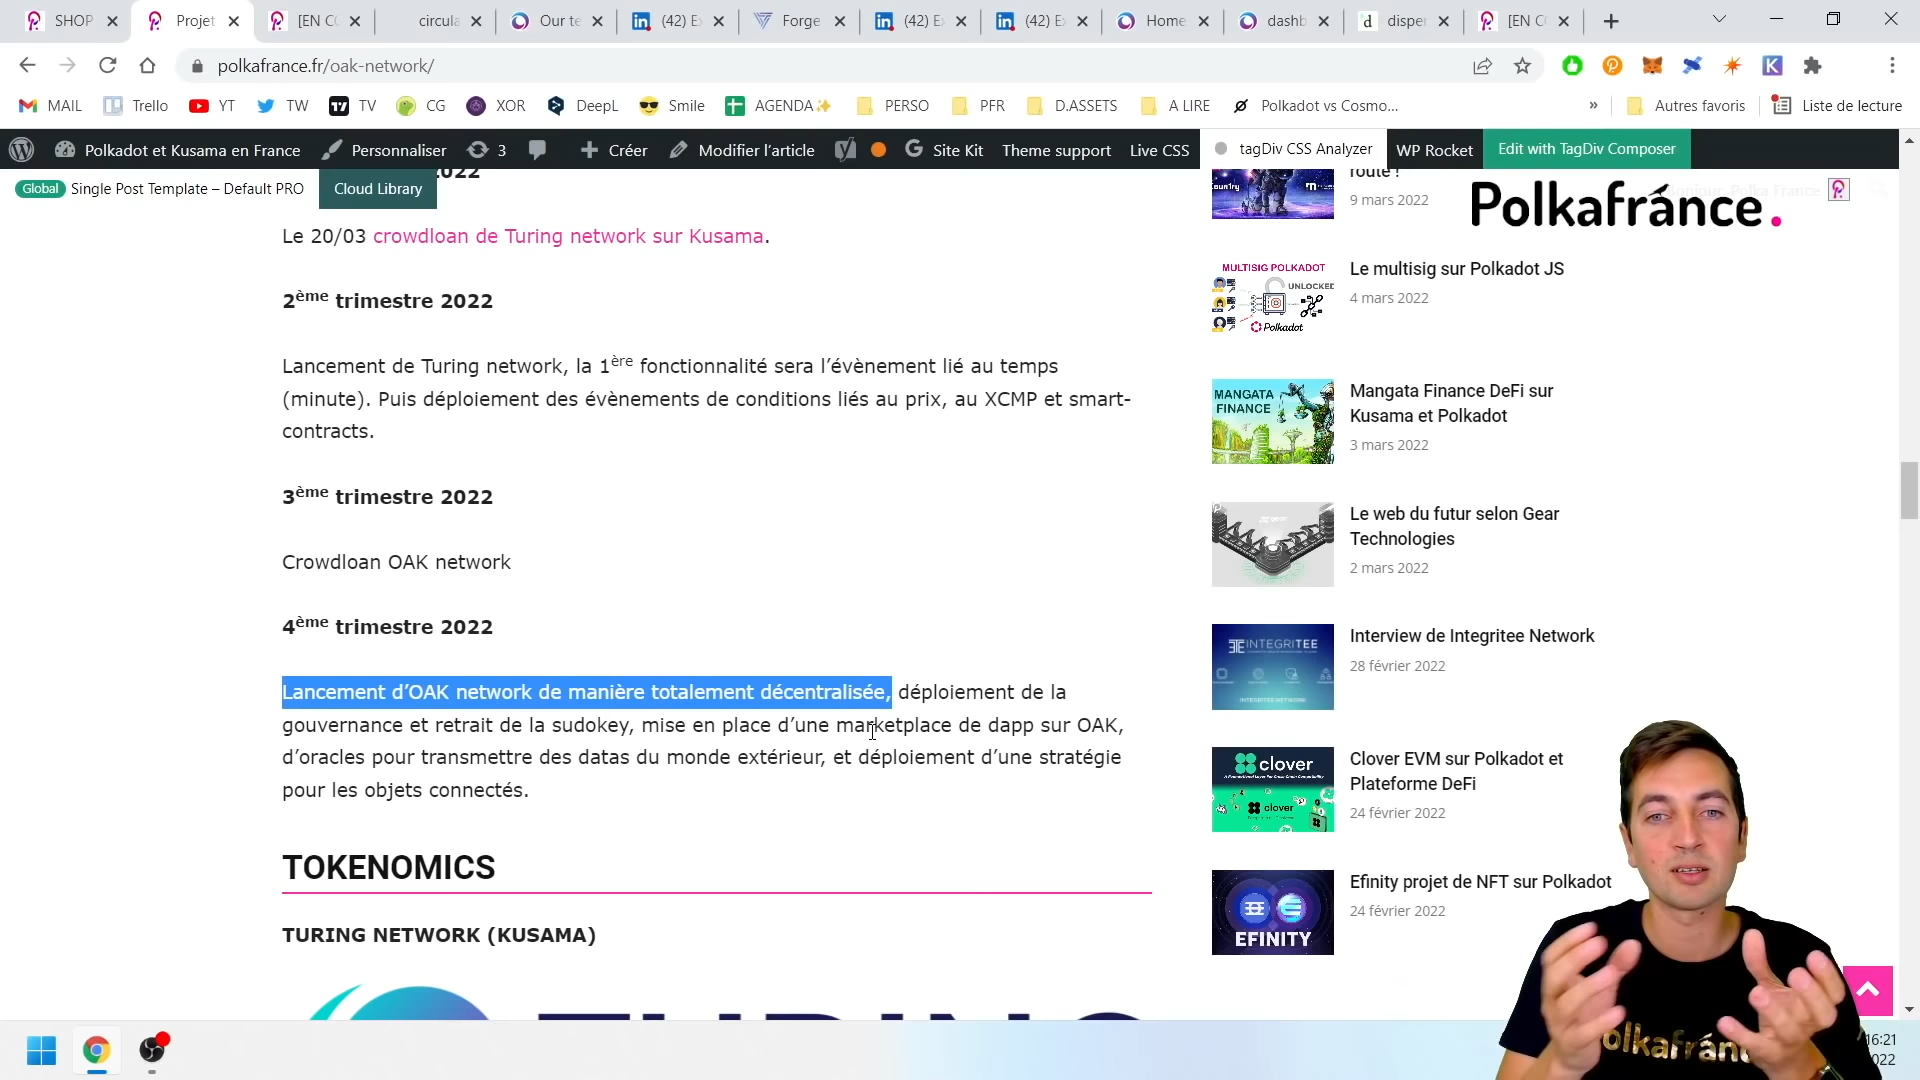 SHOP
Projet
[EN CO
circula
Our te
(42) E
Forge
(42) E
(42) E
Home
dashb
d
disper
[EN C
polkafrance.fr/oak-network/
MAIL
Trello
YT
TW
TV
CG
XOR
DeepL
Smile
AGENDA✨
PERSO
PFR
D.ASSETS
A LIRE
Polkadot vs Cosmo...
»
Autres favoris
Liste de lecture
Polkadot et Kusama en France
Personnaliser
3
Créer
Modifier l'article
Site Kit
Theme support
Live CSS
tagDiv CSS Analyzer
WP Rocket
Edit with TagDiv Composer
Global
Single Post Template – Default PRO
Cloud Library
2022
Bonjour, Polka France
Polkafránce.
Le 20/03 crowdloan de Turing network sur Kusama.
2ème trimestre 2022
Lancement de Turing network, la 1ère fonctionnalité sera l'évènement lié au temps
(minute). Puis déploiement des évènements de conditions liés au prix, au XCMP et smart-
contracts.
3ème trimestre 2022
Crowdloan OAK network
4ème trimestre 2022
Lancement d'OAK network de manière totalement décentralisée, déploiement de la
gouvernance et retrait de la sudokey, mise en place d'une marketplace de dapp sur OAK,
d'oracles pour transmettre des datas du monde extérieur, et déploiement d'une stratégie
pour les objets connectés.
TOKENOMICS
TURING NETWORK (KUSAMA)
route !
9 mars 2022
MULTISIG POLKADOT
UNLOCKED
Polkadot
Le multisig sur Polkadot JS
4 mars 2022
MANGATA
FINANCE
Mangata Finance DeFi sur
Kusama et Polkadot
3 mars 2022
Le web du futur selon Gear
Technologies
2 mars 2022
INTEGRITEE
INTEGRITEE NETWORK
Interview de Integritee Network
28 février 2022
clover
clover
Clover EVM sur Polkadot et
Plateforme DeFi
24 février 2022
EFINITY
Efinity projet de NFT sur Polkadot
24 février 2022
olkafránc
16:21
022